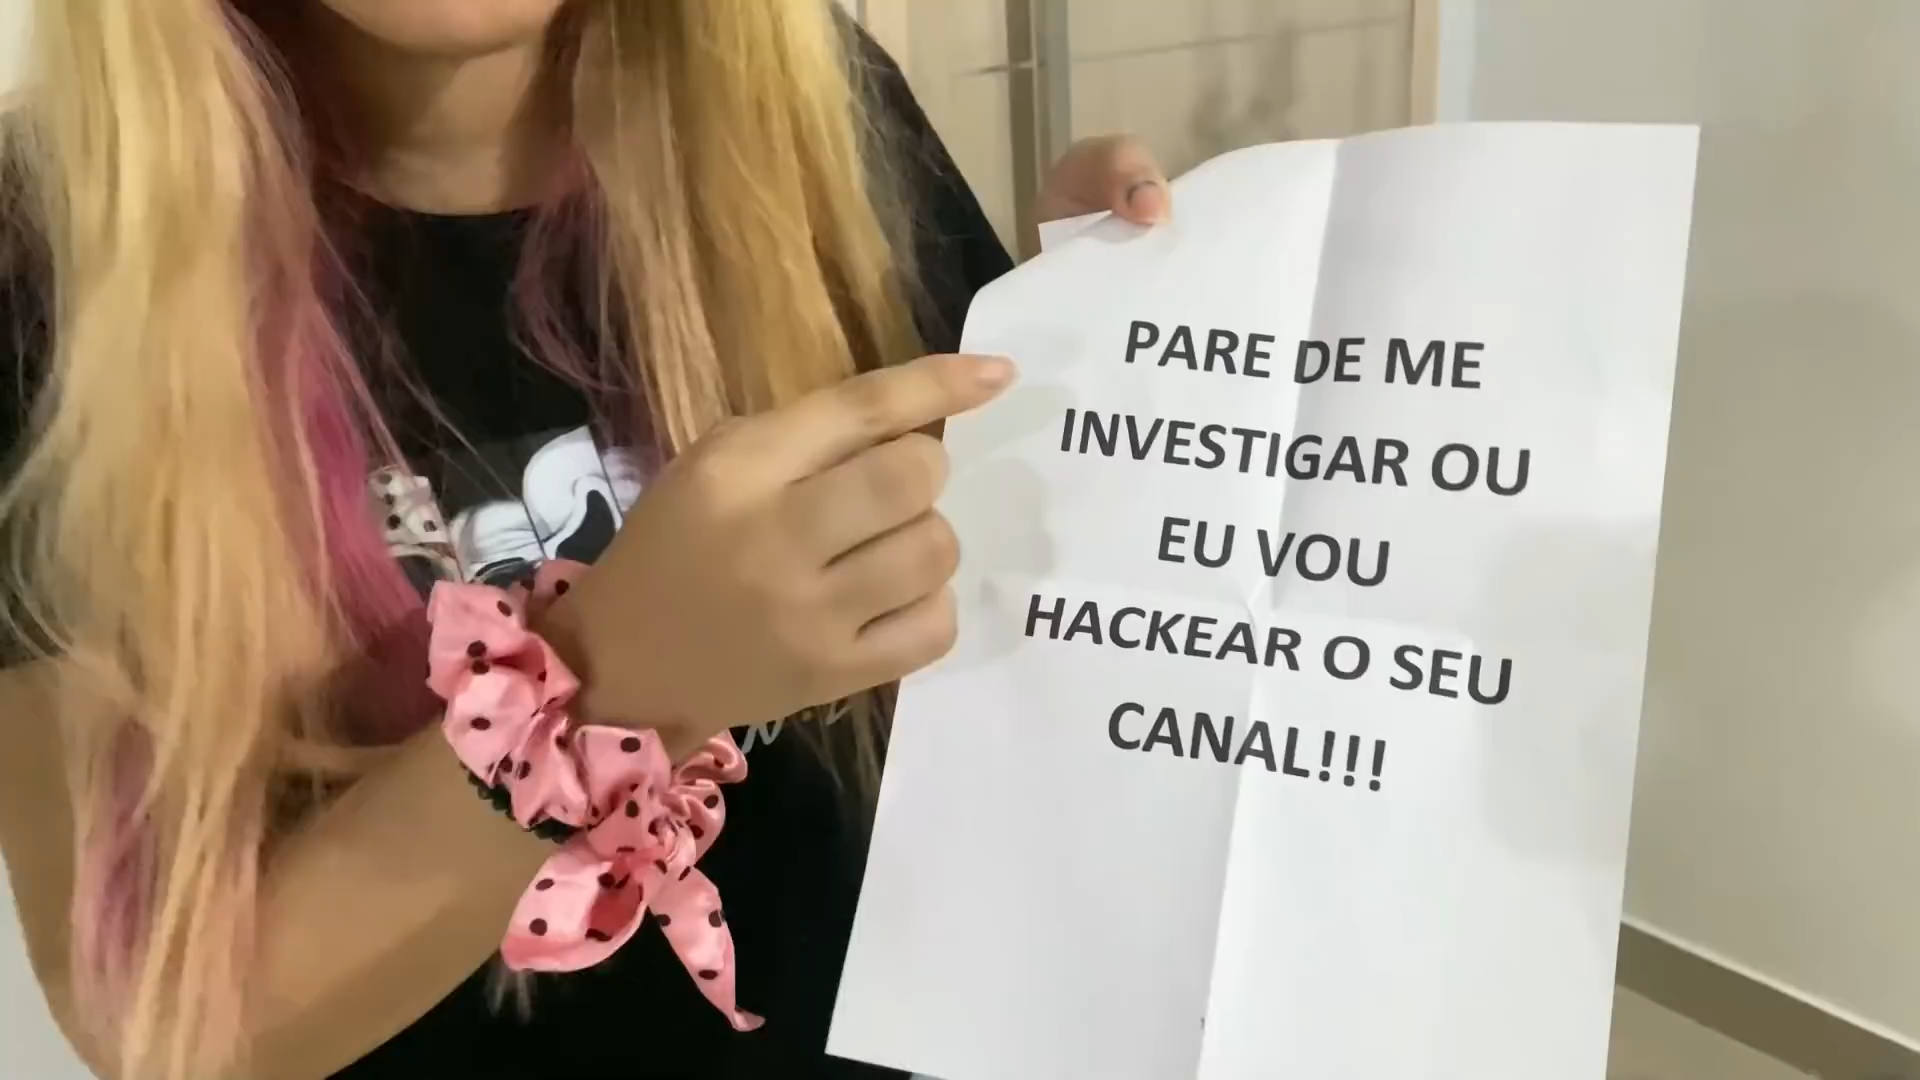 PARE DE ME
INVESTIGAR OU
EU VOU
HACKEAR O SEU
CANAL!!!